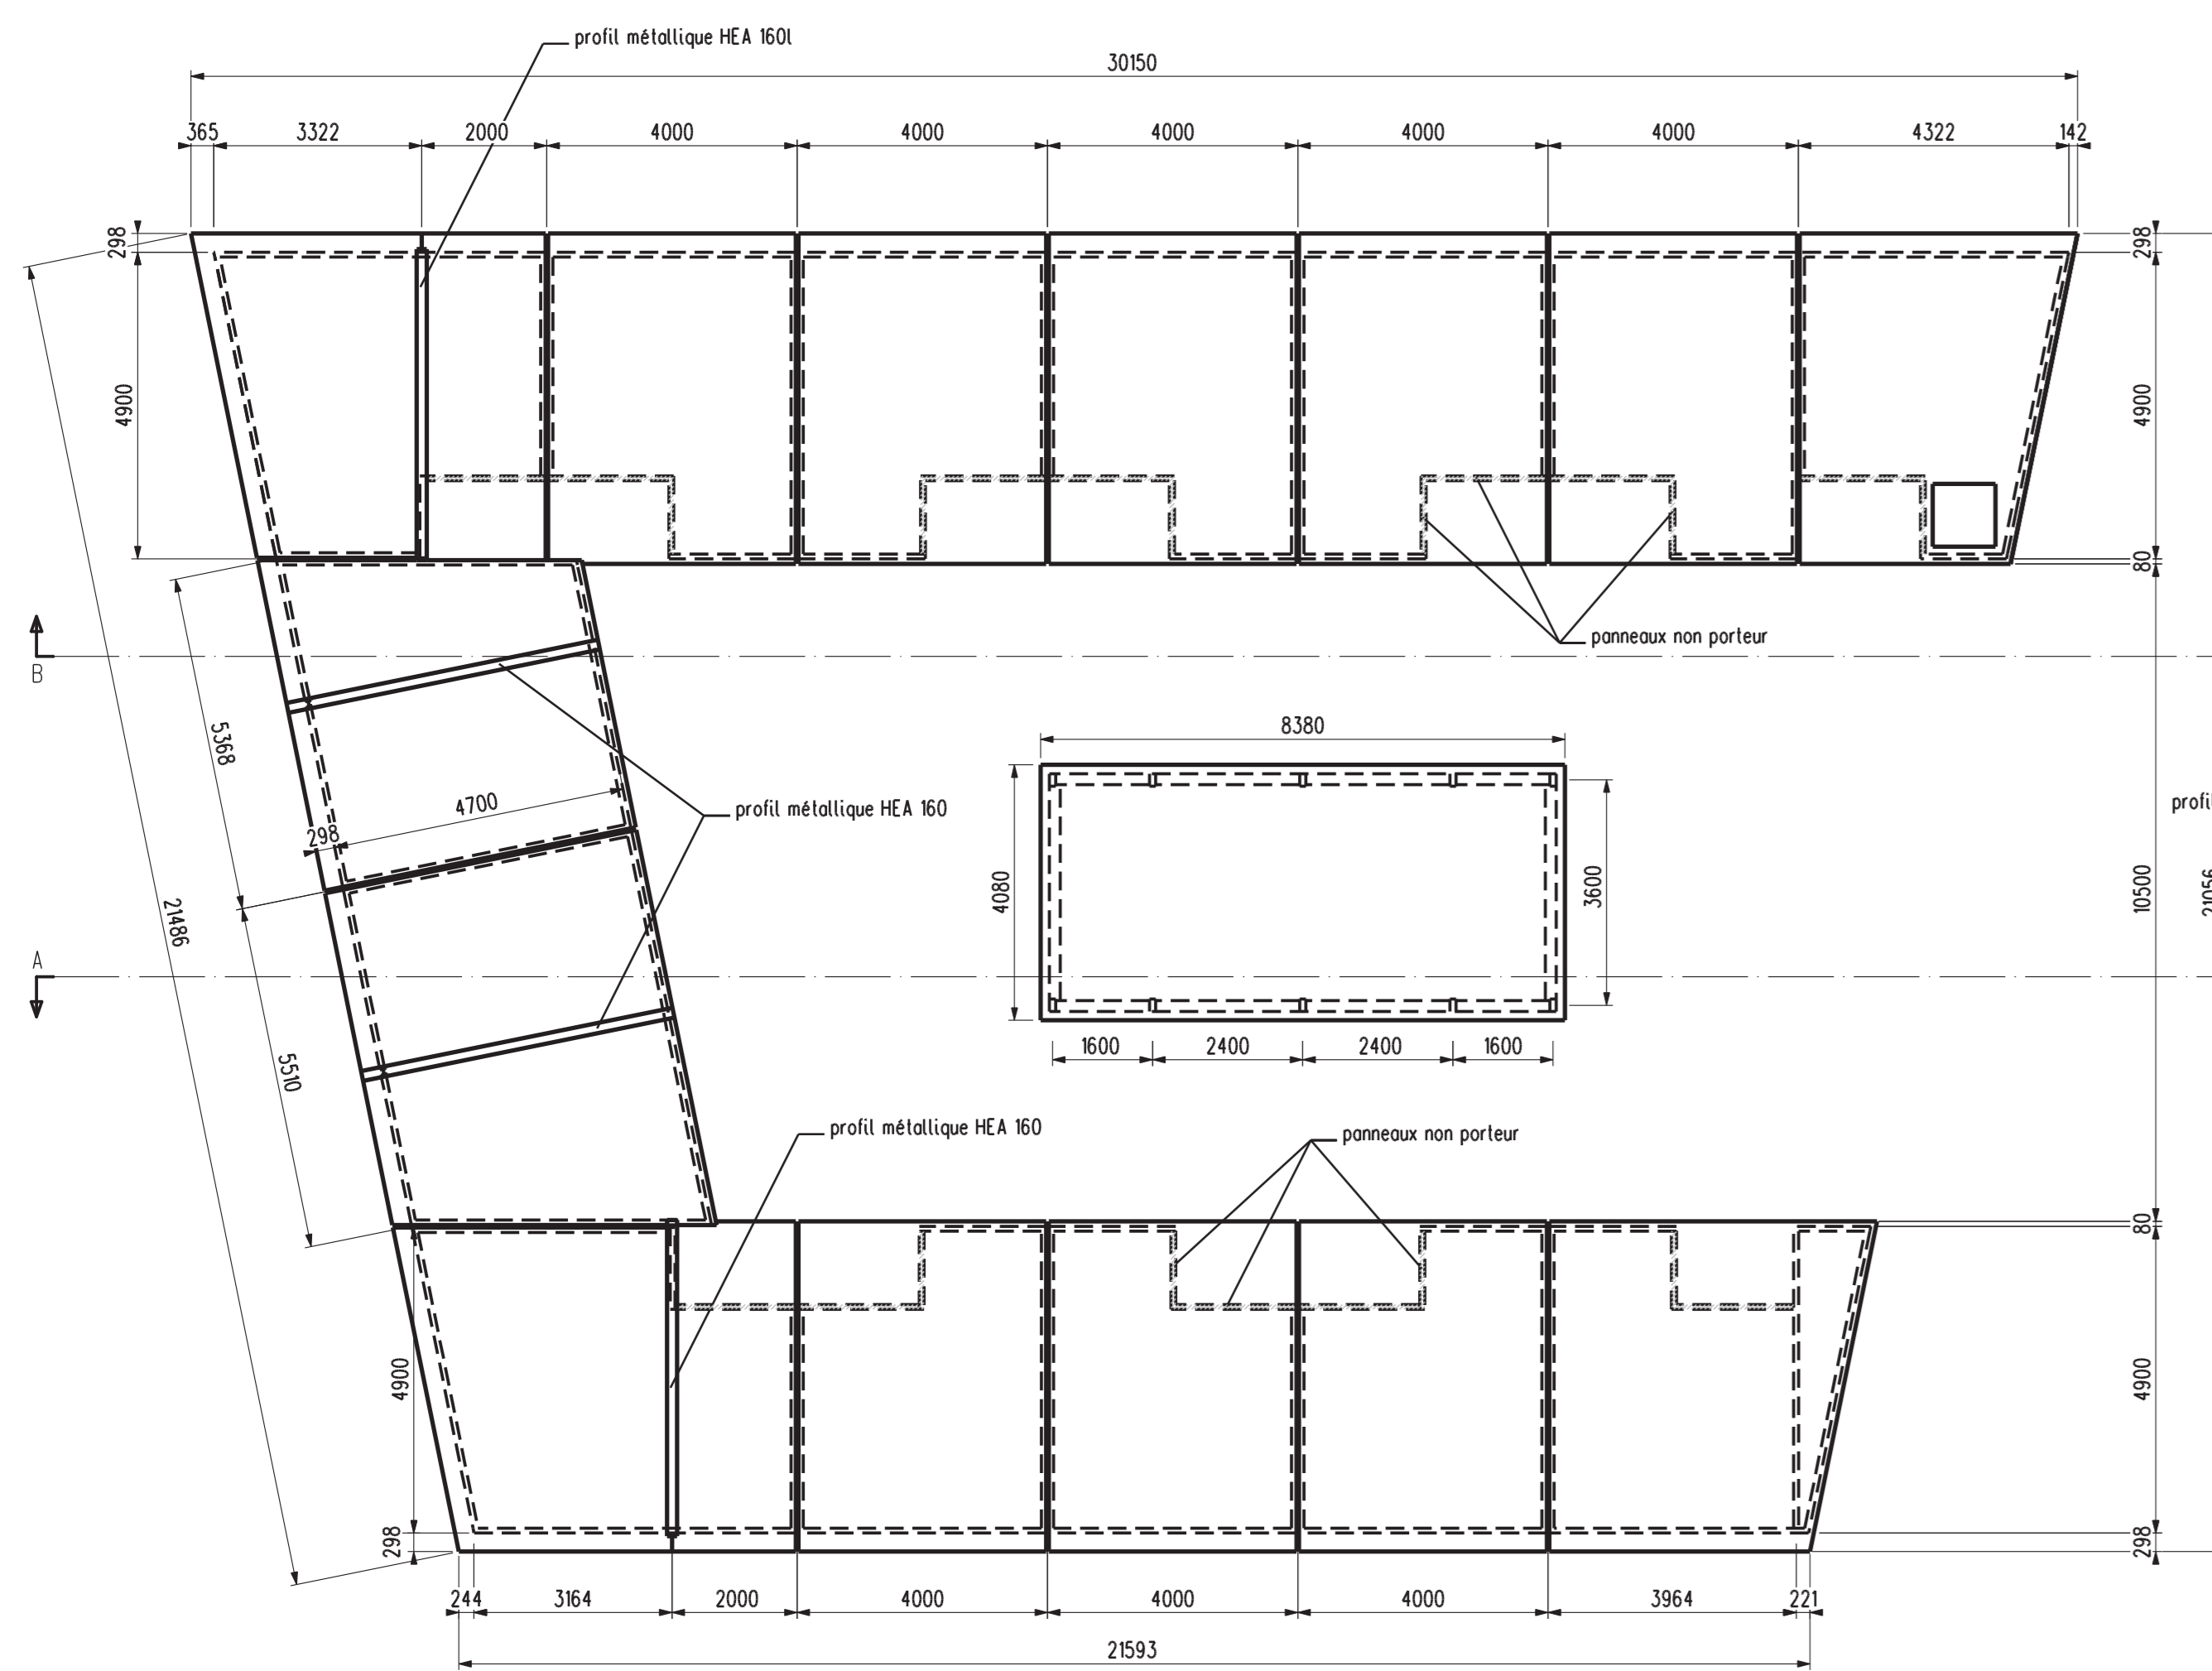 profil métallique HEA 160l
30150
365 3322 2000 4000 4000 4000 4000 4000 4322 142
298
298
4900
4900
80
panneaux non porteur
B
5368
8380
4700
profil métallique HEA 160
profil
298
4080
3600
10500
21056
21486
A
1600 2400 2400 1600
5510
profil métallique HEA 160
panneaux non porteur
80
4900
4900
298
298
244 3164 2000 4000 4000 4000 3964 221
21593